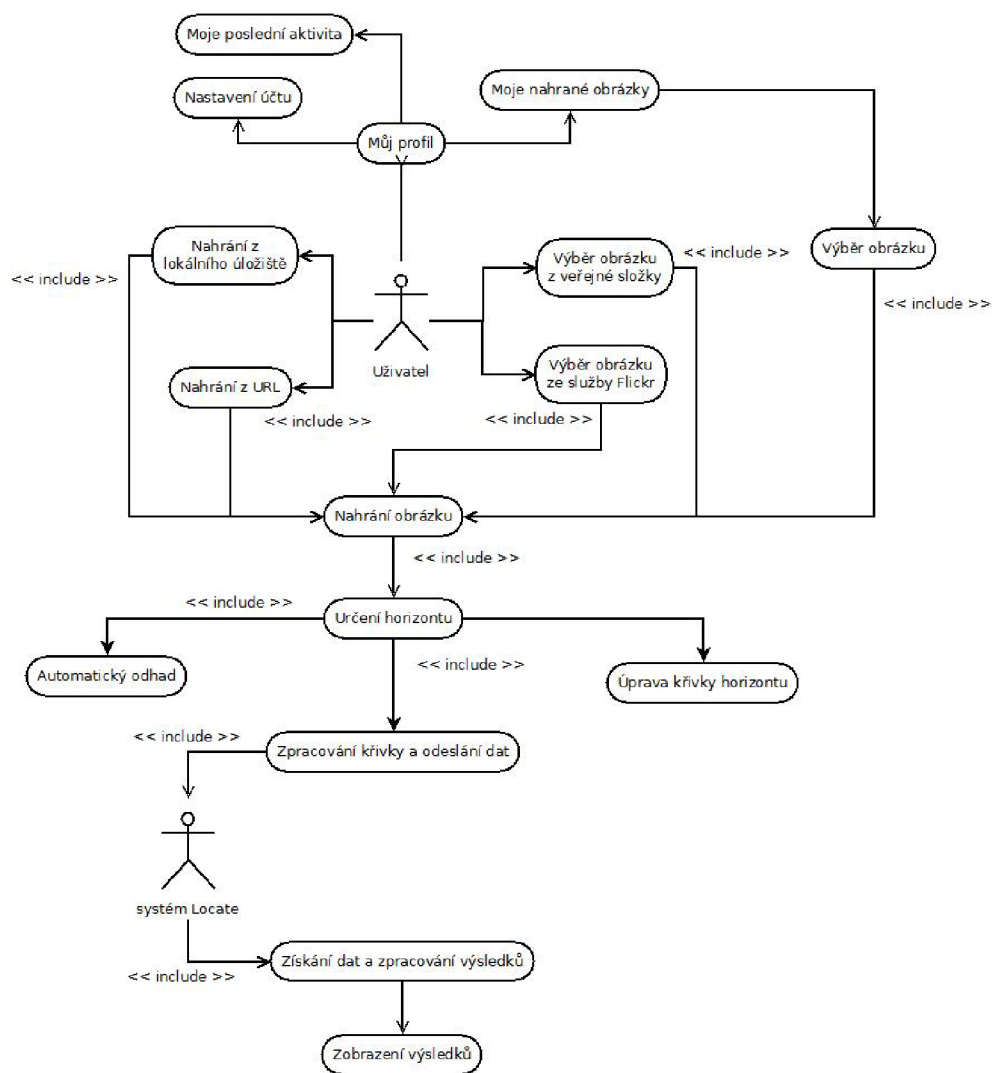 Moje poslední aktivita
Moje nahrané obrázky
Nastavení účtu
Můj profil
Nahrání z
lokálního úložiště
<< include >>
Výběr obrázku
z veřejné složky
<< include >>
Výběr obrázku
<< include >>
Uživatel
Výběr obrázku
ze služby Flickr
Nahrání z URL
<< include >>
<< include >>
Nahrání obrázku
<< include >>
<< include >>
Určení horizontu
<< include >>
Automatický odhad
Úprava křivky horizontu
<< include >>
Zpracování křivky a odeslání dat
systém Locate
Získání dat a zpracování výsledků
<< include >>
Zobrazení výsledků